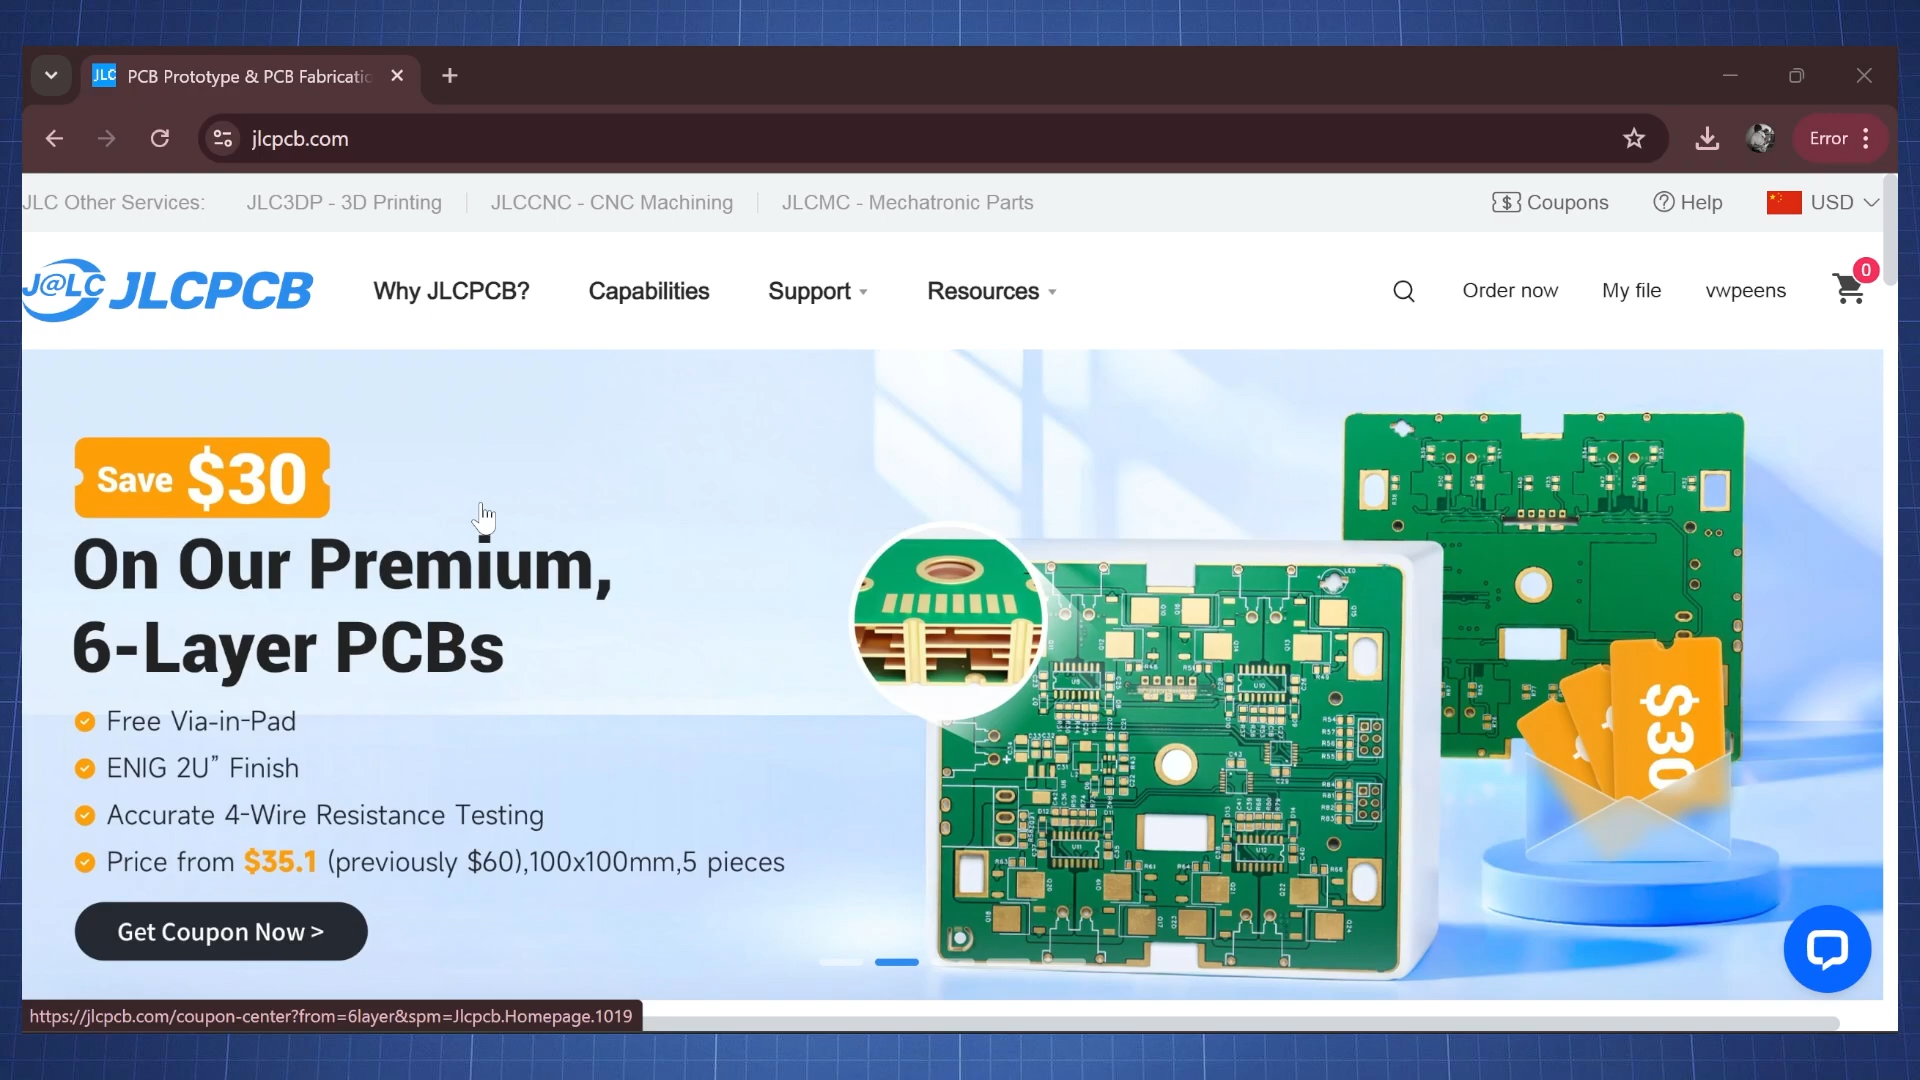 JLC
PCB Prototype & PCB Fabricatio
jlcpcb.com
Error
JLC Other Services:
JLC3DP - 3D Printing
JLCCNC - CNC Machining
JLCMC - Mechatronic Parts
Coupons
Help
USD
J@LC JLCPCB
Why JLCPCB?
Capabilities
Support
Resources
Order now
My file
vwpeens
0
Save $30
On Our Premium,
6-Layer PCBs
Free Via-in-Pad
ENIG 2U” Finish
Accurate 4-Wire Resistance Testing
Price from $35.1 (previously $60),100x100mm,5 pieces
Get Coupon Now >
$30
https://jlcpcb.com/coupon-center?from=6layer&spm=Jlcpcb.Homepage.1019